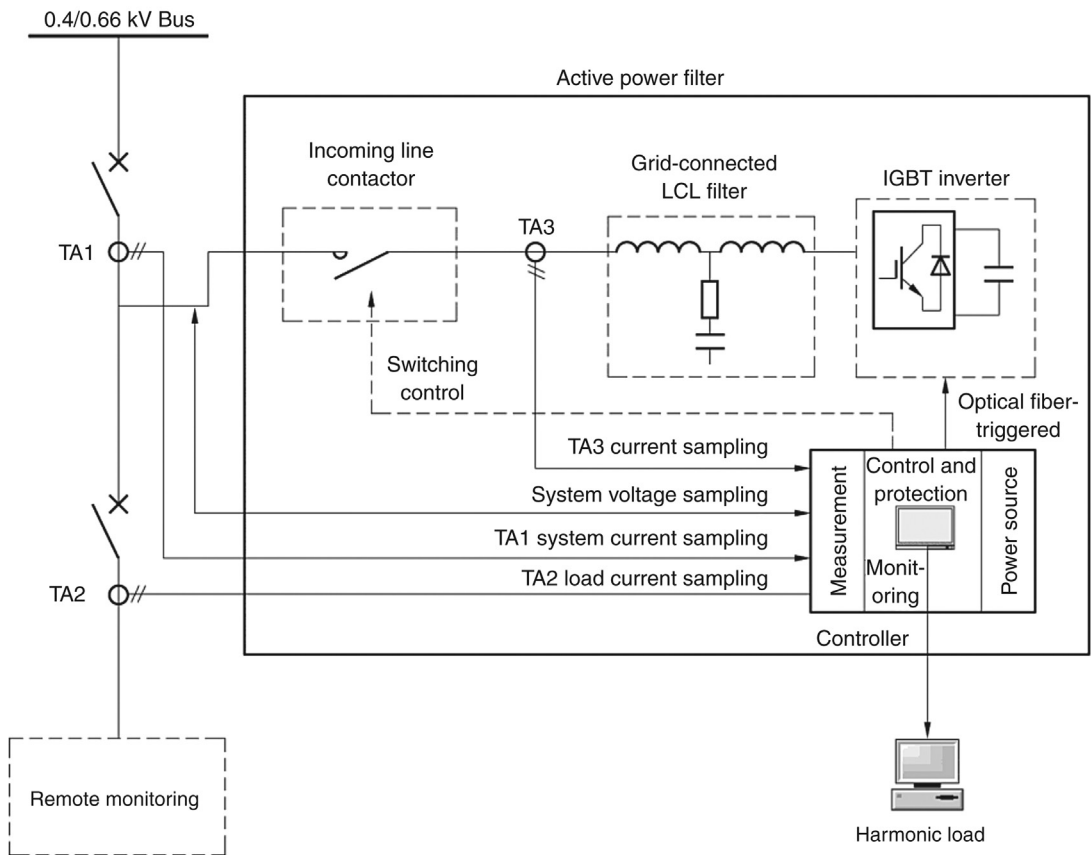 0.4/0.66 kV Bus
Active power filter
Incoming line
contactor
Grid-connected
LCL filter
IGBT inverter
TA1
TA3
Switching
control
Optical fiber-
triggered
TA3 current sampling
System voltage sampling
TA1 system current sampling
TA2 load current sampling
TA2
Measurement
Control and
protection
Monit-
oring
Power source
Controller
Remote monitoring
Harmonic load